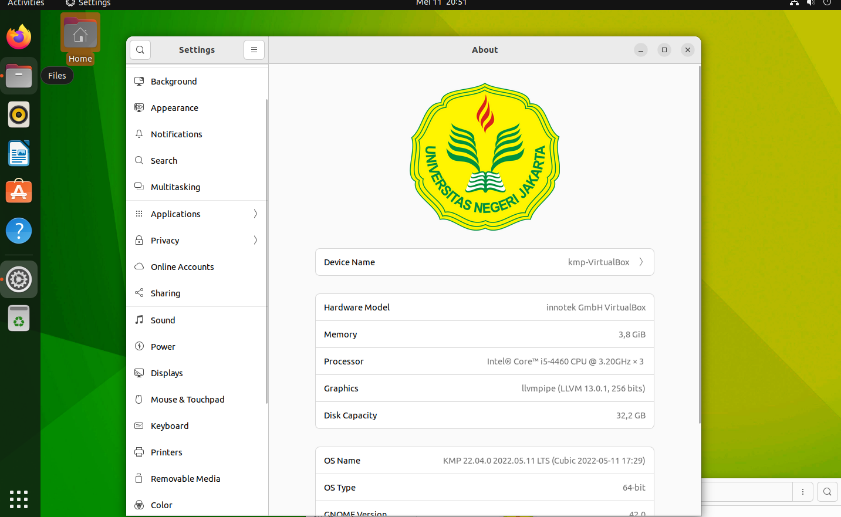 Activities
Settings
Mei 11 20:51
Home
Files
Settings
About
Background
Appearance
Notifications
Search
Multitasking
Applications
Privacy
Online Accounts
Sharing
Sound
Power
Displays
Mouse & Touchpad
Keyboard
Printers
Removable Media
Color
UNIVERSITAS NEGERI JAKARTA
Device Name kmp-VirtualBox
Hardware Model innotek GmbH VirtualBox
Memory 3,8 GiB
Processor Intel® Core™ i5-4460 CPU @ 3.20GHz × 3
Graphics llvmpipe (LLVM 13.0.1, 256 bits)
Disk Capacity 32,2 GB
OS Name KMP 22.04.0 2022.05.11 LTS (Cubic 2022-05-11 17:29)
OS Type 64-bit
GNOME Version 42.0